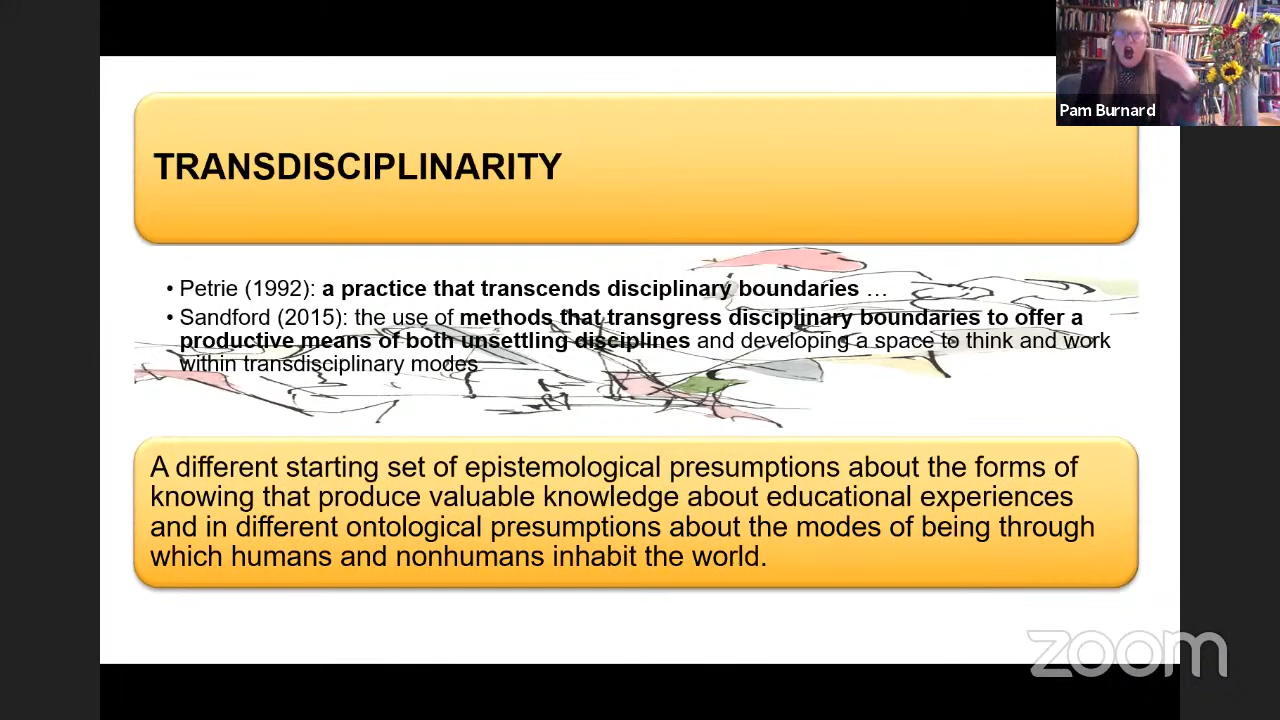 Pam Burnard
TRANSDISCIPLINARITY
• Petrie (1992): a practice that transcends disciplinary boundaries …
• Sandford (2015): the use of methods that transgress disciplinary boundaries to offer a
productive means of both unsettling disciplines and developing a space to think and work
within transdisciplinary modes
A different starting set of epistemological presumptions about the forms of
knowing that produce valuable knowledge about educational experiences
and in different ontological presumptions about the modes of being through
which humans and nonhumans inhabit the world.
zoom